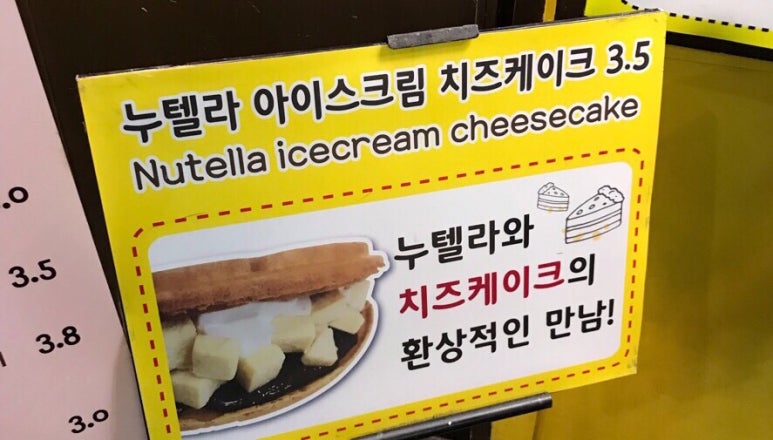 누텔라 아이스크림 치즈케이크 3.5
Nutella icecream cheesecake
누텔라와
치즈케이크의
환상적인 만남!
.0
3.5
3.8
3.0